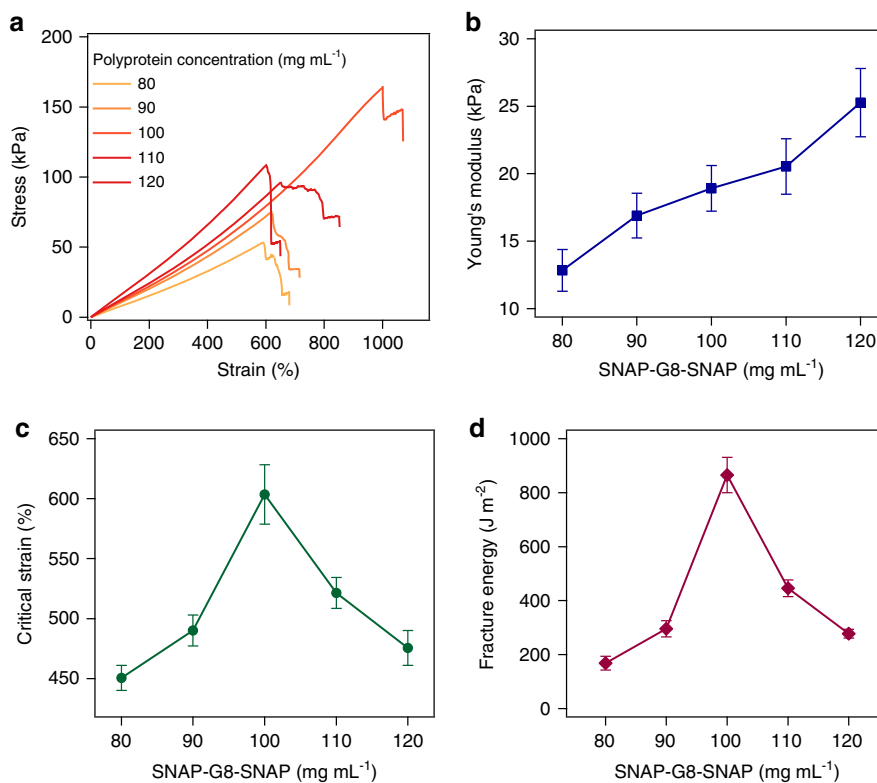 a
200
150
100
50
0
Stress (kPa)
Polyprotein concentration (mg mL⁻¹)
80
90
100
110
120
0 200 400 600 800 1000
Strain (%)
b
30
25
20
15
10
Young's modulus (kPa)
80 90 100 110 120
SNAP-G8-SNAP (mg mL⁻¹)
c
650
600
550
500
450
Critical strain (%)
80 90 100 110 120
SNAP-G8-SNAP (mg mL⁻¹)
d
1000
800
600
400
200
0
Fracture energy (J m⁻²)
80 90 100 110 120
SNAP-G8-SNAP (mg mL⁻¹)